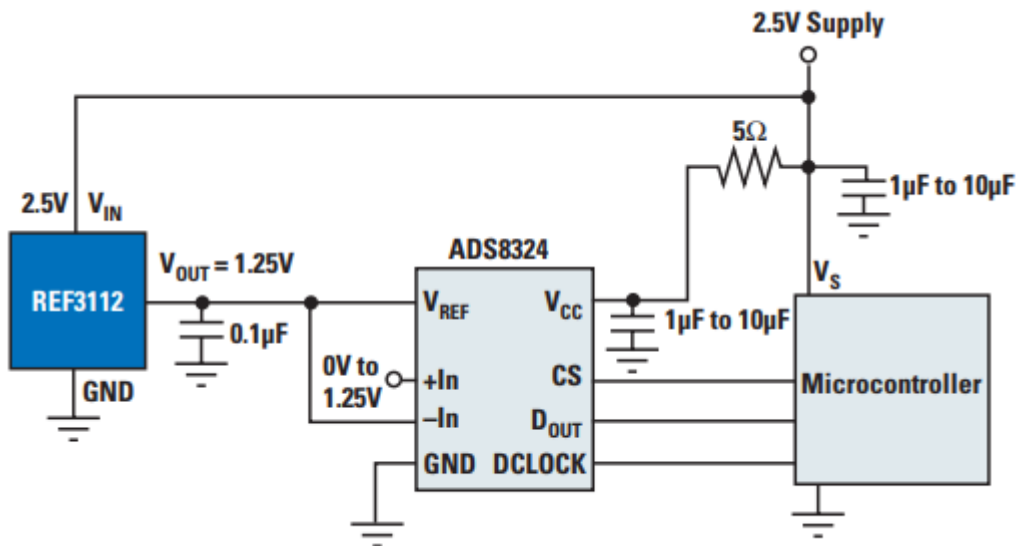 2.5V Supply
5Ω
1µF to 10µF
2.5V V_IN
V_S
REF3112
V_OUT = 1.25V
0.1µF
GND
ADS8324
V_REF
V_CC
1µF to 10µF
0V to
1.25V
+In
CS
–In
D_OUT
GND
DCLOCK
Microcontroller